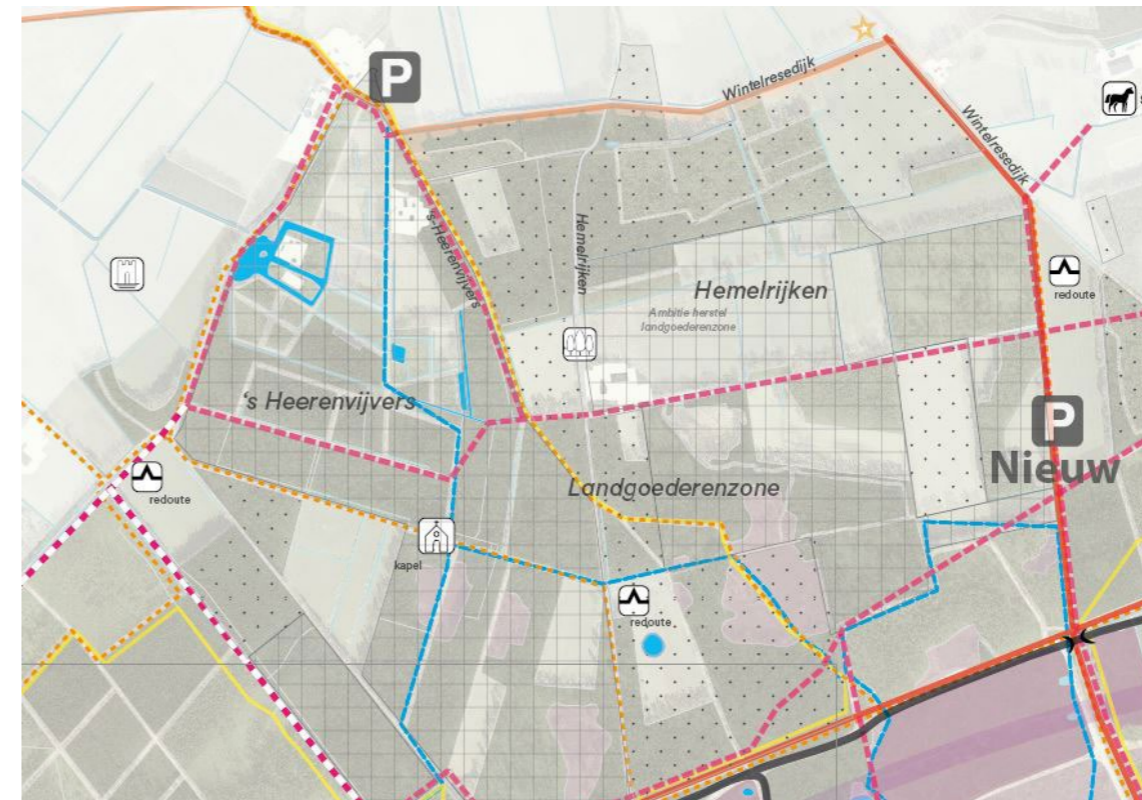 P
Wintelresedijk
Wintelresedijk
's-Heerenvijvers
Hemelrijken
redoute
Hemelrijken
Ambitie herstel
landgoederenzone
's Heerenvijvers
P
Nieuw
redoute
Landgoederenzone
kapel
redoute